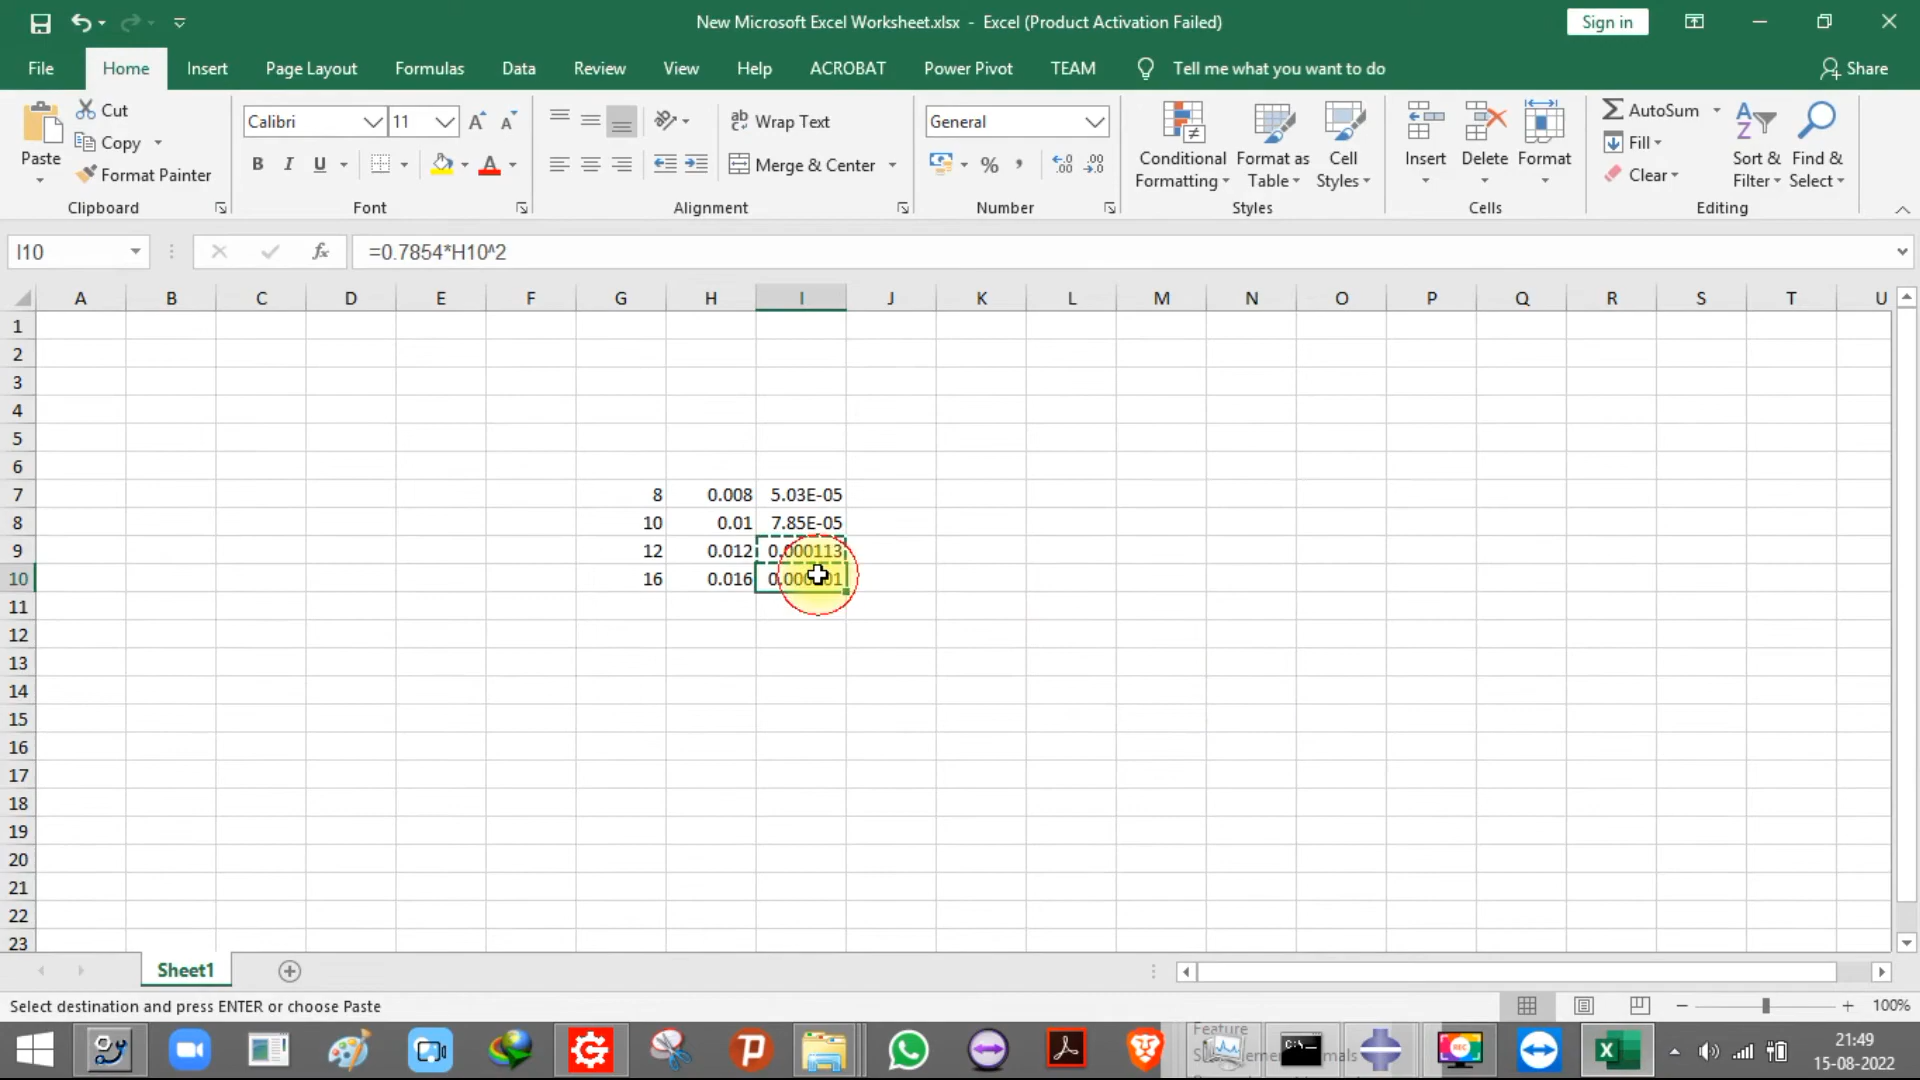 New Microsoft Excel Worksheet.xlsx - Excel (Product Activation Failed)
Sign in
File Home Insert Page Layout Formulas Data Review View Help ACROBAT Power Pivot TEAM Tell me what you want to do Share
Cut
Copy
Format Painter
Paste
Clipboard
Calibri 11
B I U
Font
Wrap Text
Merge & Center
Alignment
General
Number
Conditional Formatting
Format as Table
Cell Styles
Styles
Insert Delete Format
Cells
AutoSum
Fill
Clear
Sort & Filter
Find & Select
Editing
I10 fx =0.7854*H10^2
A B C D E F G H I J K L M N O P Q R S T U
1
2
3
4
5
6
7 8 0.008 5.03E-05
8 10 0.01 7.85E-05
9 12 0.012 0.000113
10 16 0.016
11
12
13
14
15
16
17
18
19
20
21
22
23
Sheet1
Select destination and press ENTER or choose Paste
100%
21:49
15-08-2022